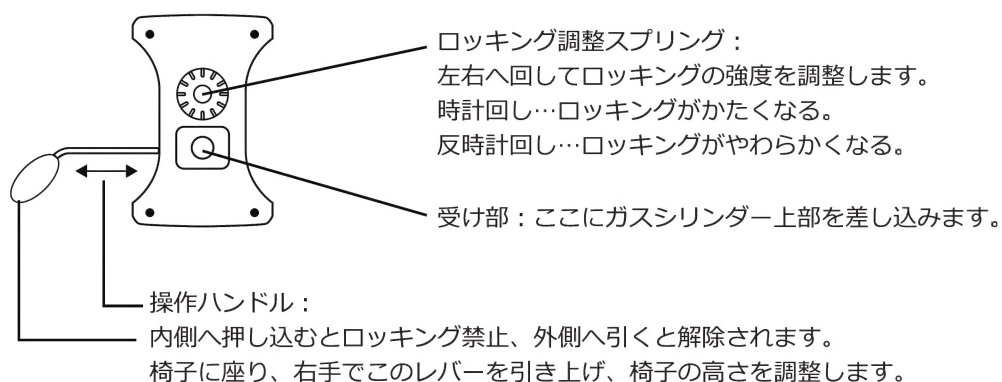 ロッキング調整スプリング：
左右へ回してロッキングの強度を調整します。
時計回し…ロッキングがかたくなる。
反時計回し…ロッキングがやわらかくなる。
受け部：ここにガスシリンダー上部を差し込みます。
操作ハンドル：
内側へ押し込むとロッキング禁止、外側へ引くと解除されます。
椅子に座り、右手でこのレバーを引き上げ、椅子の高さを調整します。